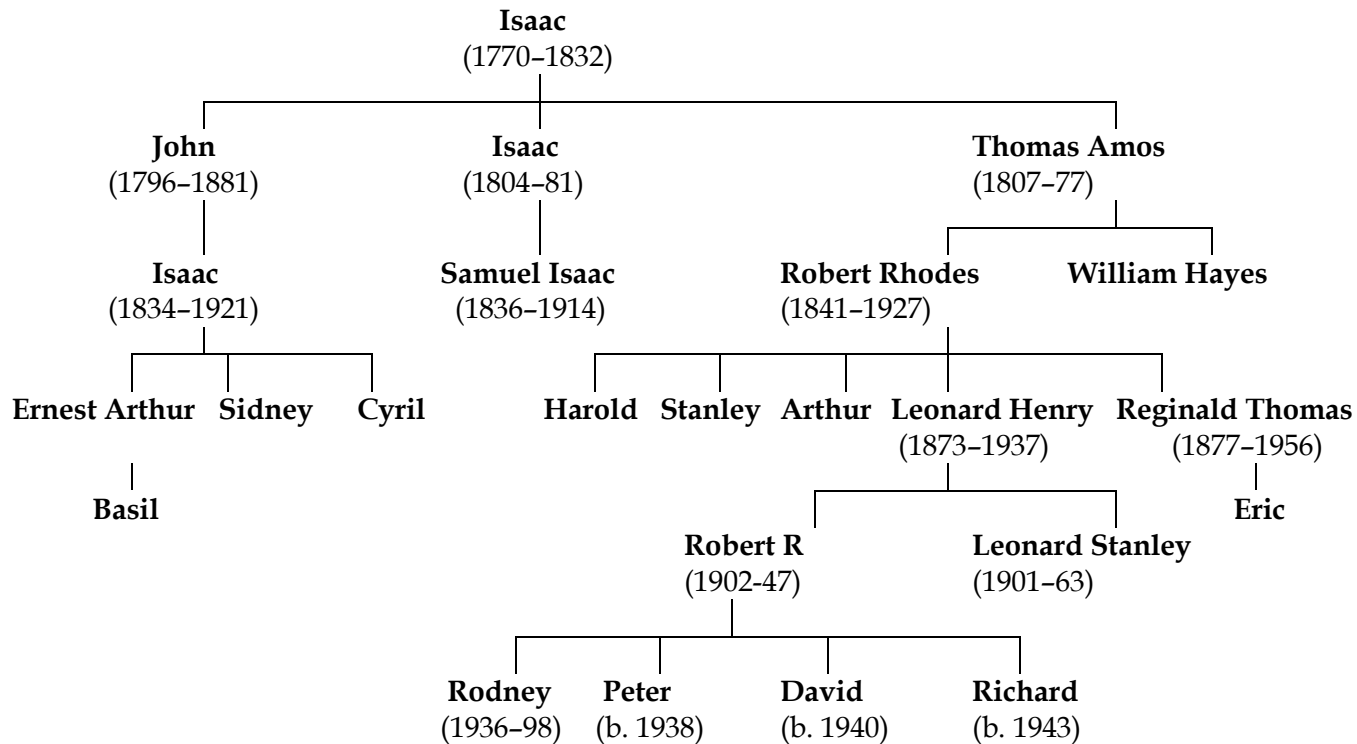 Isaac
(1770–1832)
John Isaac Thomas Amos
(1796–1881) (1804–81) (1807–77)
Isaac Samuel Isaac Robert Rhodes William Hayes
(1834–1921) (1836–1914) (1841–1927)
Ernest Arthur Sidney Cyril Harold Stanley Arthur Leonard Henry Reginald Thomas
(1873–1937) (1877–1956)
Basil Eric
Robert R Leonard Stanley
(1902-47) (1901–63)
Rodney Peter David Richard
(1936–98) (b. 1938) (b. 1940) (b. 1943)